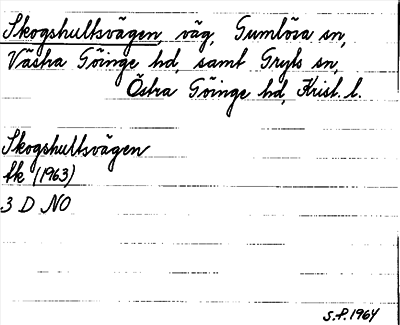 Skogshultsvägen, väg, Gumlösa sn,
Västra Göinge hd, samt Gryts sn,
Östra Göinge hd, Krist. l.
Skogshultsvägen
tk (1963)
3 D NO
S.P. 1964